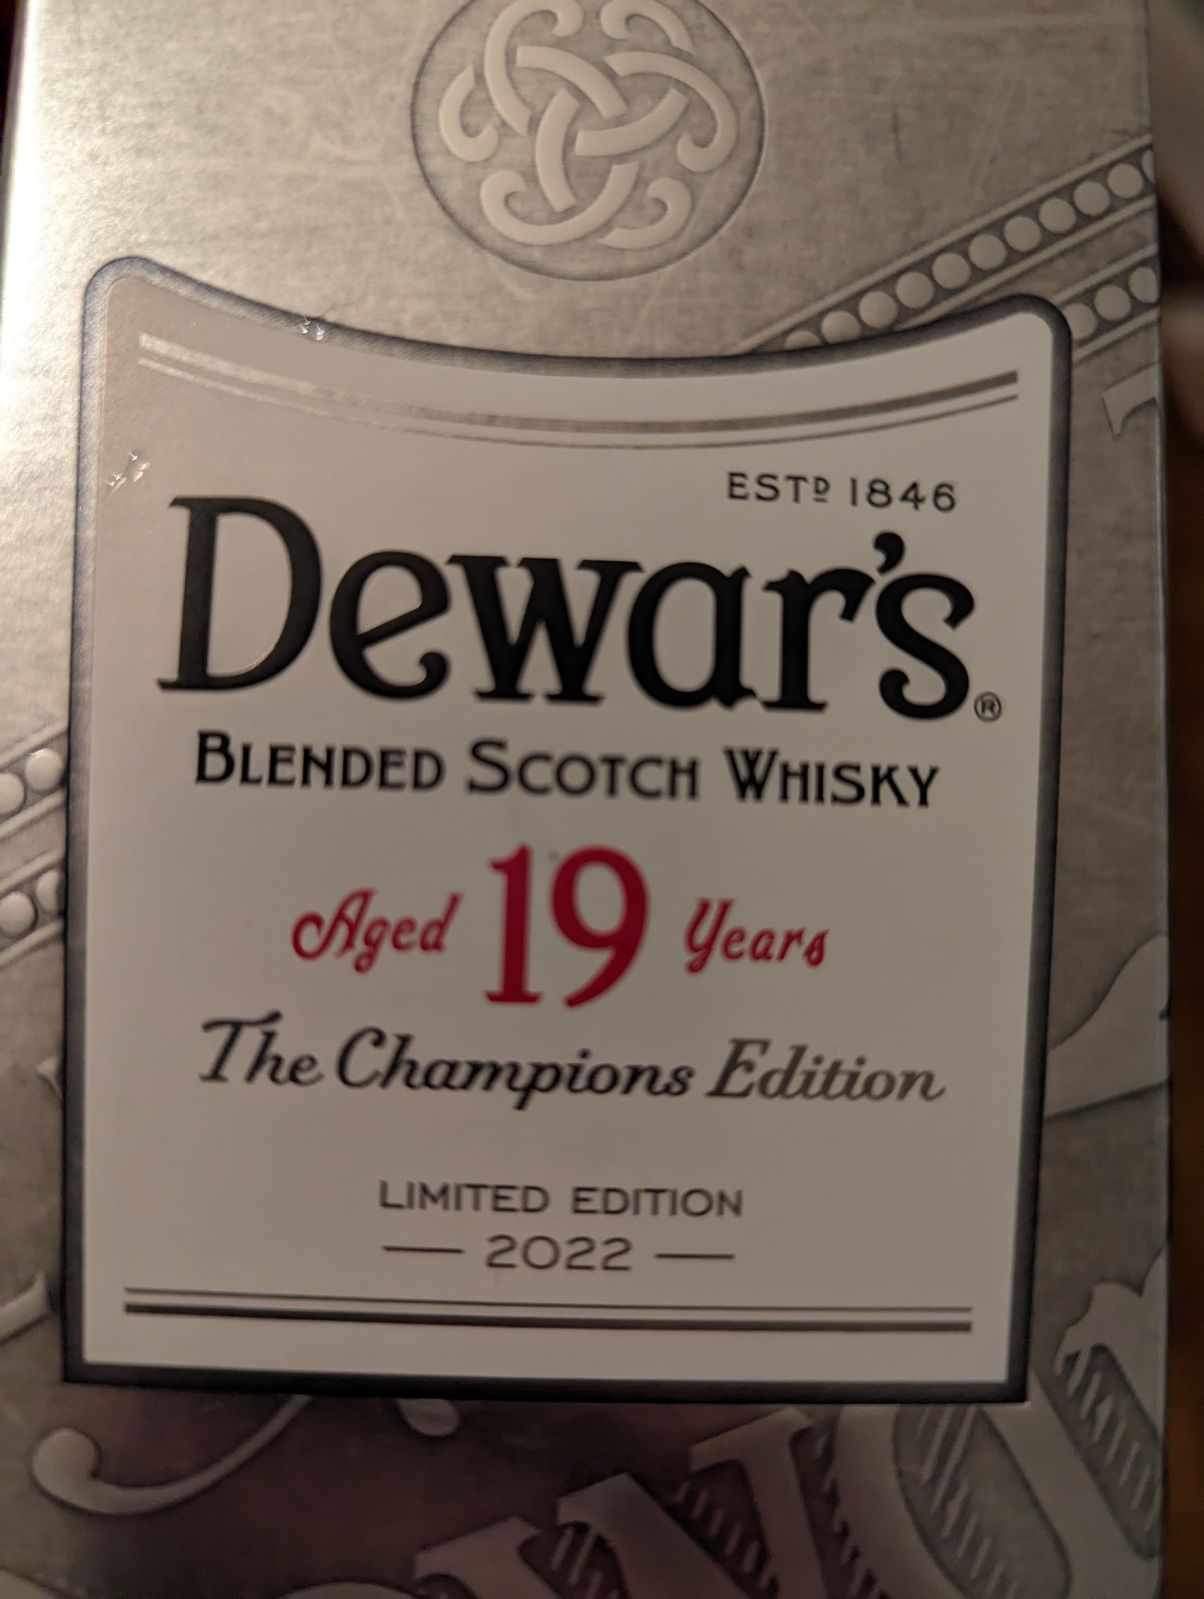 ESTD 1846
Dewar's®
BLENDED SCOTCH WHISKY
Aged 19 Years
The Champions Edition
LIMITED EDITION
— 2022 —